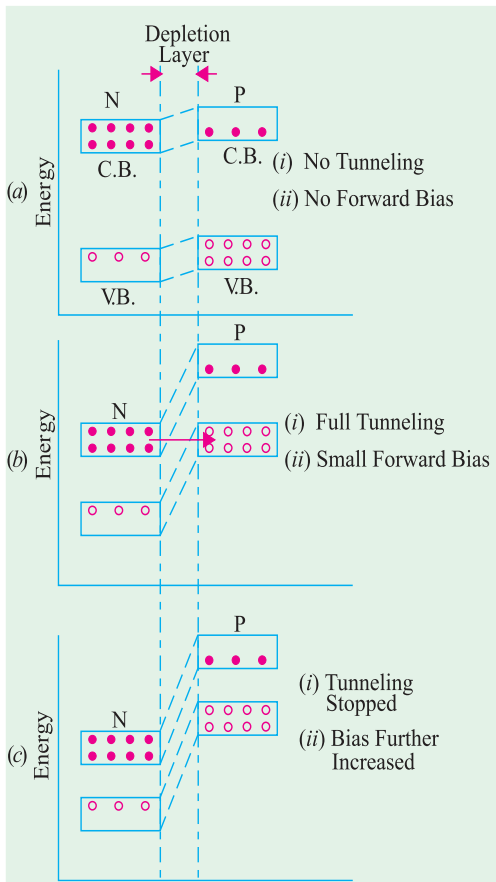 Depletion
Layer
N
P
C.B.
C.B.
(i) No Tunneling
(a)
Energy
(ii) No Forward Bias
V.B.
V.B.
P
N
(i) Full Tunneling
(b)
Energy
(ii) Small Forward Bias
P
N
(i) Tunneling
Stopped
(c)
Energy
(ii) Bias Further
Increased